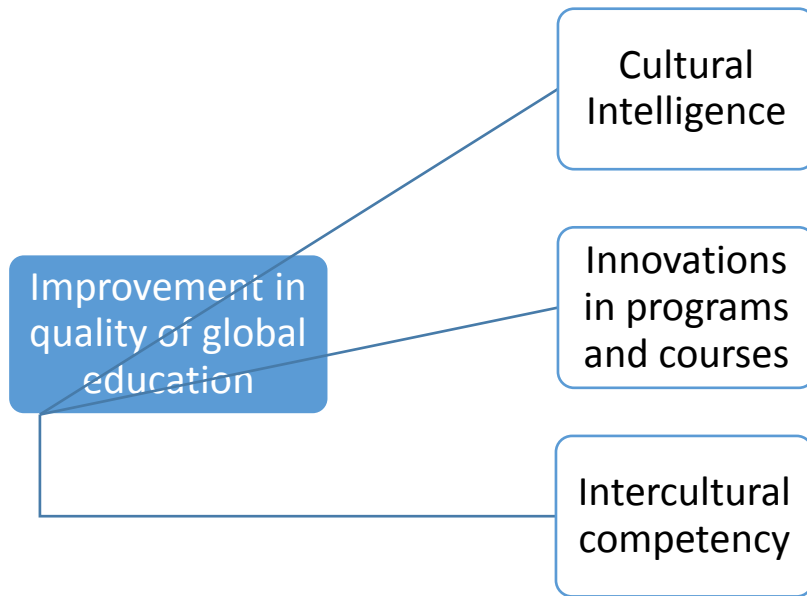 Cultural
Intelligence
Improvement in
quality of global
education
Innovations
in programs
and courses
Intercultural
competency